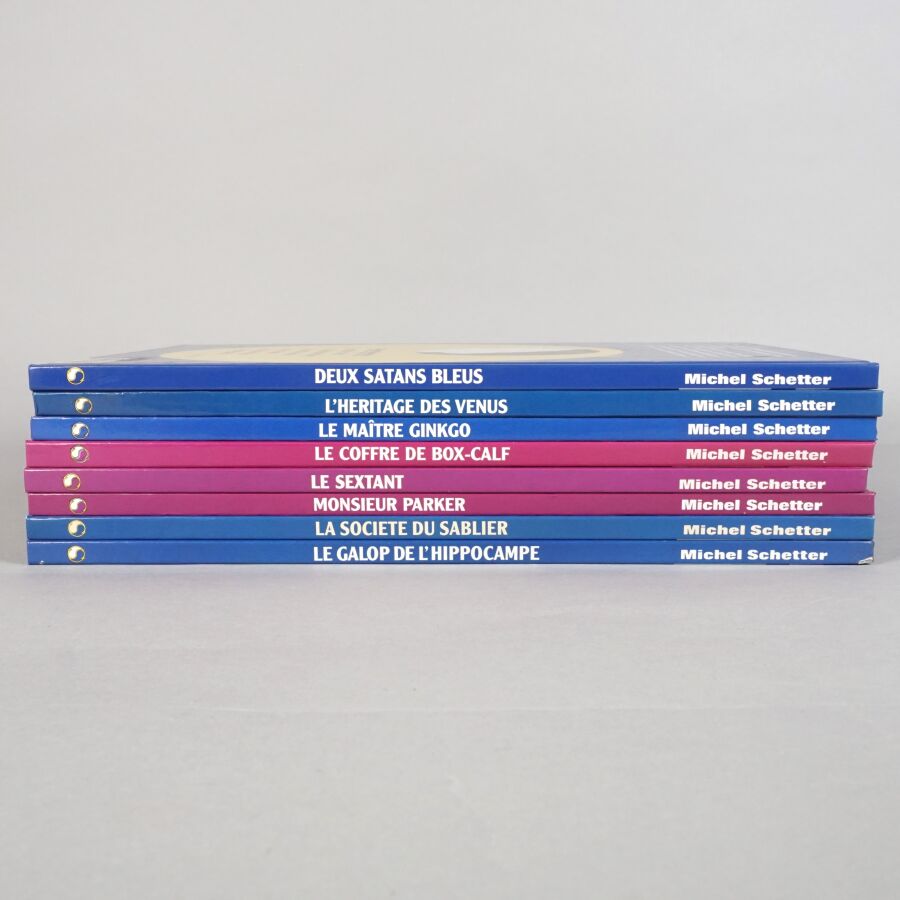 DEUX SATANS BLEUS Michel Schetter
L'HERITAGE DES VENUS Michel Schetter
LE MAÎTRE GINKGO Michel Schetter
LE COFFRE DE BOX-CALF Michel Schetter
LE SEXTANT Michel Schetter
MONSIEUR PARKER Michel Schetter
LA SOCIETE DU SABLIER Michel Schetter
LE GALOP DE L'HIPPOCAMPE Michel Schetter